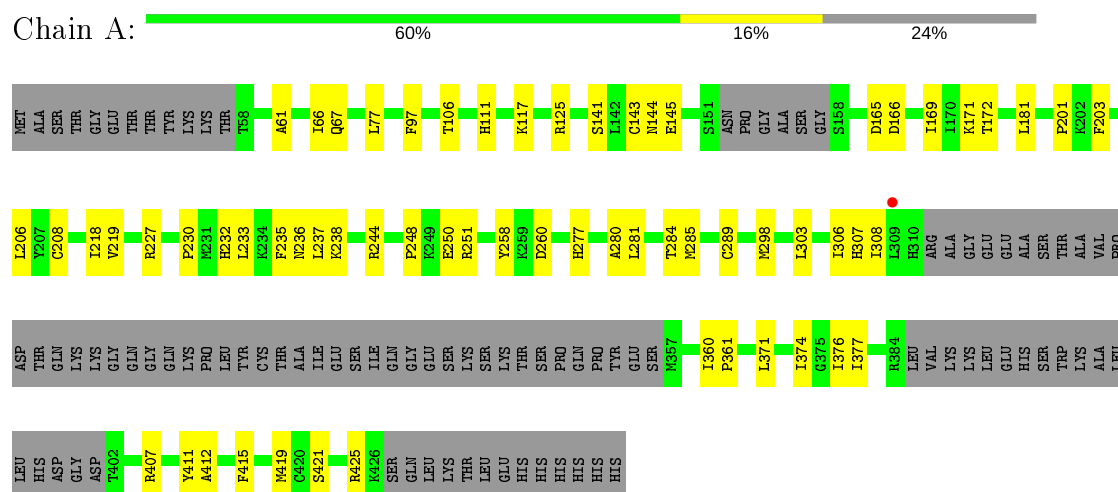 Chain A:
60% 16% 24%
MET ALA SER THR GLY GLU THR THR TYR LYS LYS THR T58 A61 I66 Q67 L77 F97 T106 H111 K117 R125 S141 L142 C143 N144 E145 S151 ASN PRO GLY ALA SER GLY S158 D165 D166 I169 I170 K171 T172 L181 P201 K202 F203
L206 Y207 C208 I218 V219 R227 P230 M231 H232 L233 K234 F235 N236 L237 K238 R244 P248 K249 E250 R251 Y258 K259 D260 H277 A280 L281 T284 M285 C289 M298 L303 I306 H307 I308 L309 H310 ARG ALA GLY GLU GLU ALA SER THR ALA VAL PRO
ASP THR GLN LYS LYS GLY GLN GLY GLN LYS PRO LEU TYR CYS THR ALA ILE GLU SER ILE GLN GLY GLU SER LYS SER LYS THR SER PRO GLN PRO TYR GLU SER M357 I360 P361 L371 I374 G375 I376 I377 R384 LEU VAL LYS LYS LEU GLU HIS SER TRP LYS ALA LEU
LEU HIS ASP GLY ASP T402 R407 Y411 A412 F415 M419 C420 S421 R425 K426 SER GLN LEU LYS THR LEU GLU HIS HIS HIS HIS HIS HIS